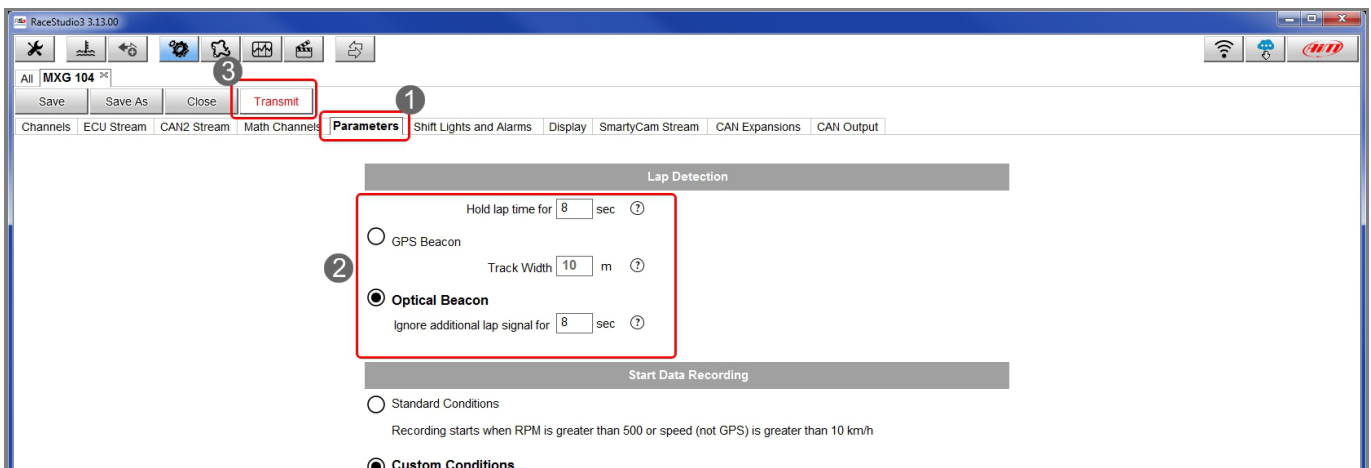 RaceStudio3 3.13.00
AiM
All MXG 104
3
Save Save As Close Transmit
1
Channels ECU Stream CAN2 Stream Math Channels Parameters Shift Lights and Alarms Display SmartyCam Stream CAN Expansions CAN Output
Lap Detection
Hold lap time for 8 sec ?
GPS Beacon
2
Track Width 10 m ?
Optical Beacon
Ignore additional lap signal for 8 sec ?
Start Data Recording
Standard Conditions
Recording starts when RPM is greater than 500 or speed (not GPS) is greater than 10 km/h
Custom Conditions